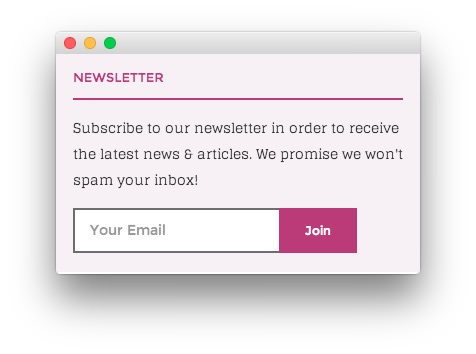 NEWSLETTER
Subscribe to our newsletter in order to receive
the latest news & articles. We promise we won't
spam your inbox!
Your Email
Join